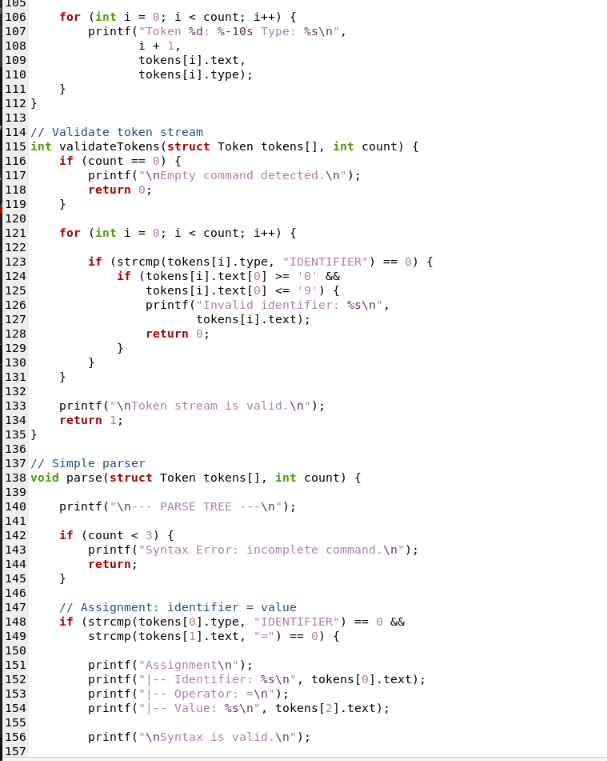 105
106     for (int i = 0; i < count; i++) {
107         printf("Token %d: %-10s Type: %s\n",
108                i + 1,
109                tokens[i].text,
110                tokens[i].type);
111     }
112 }
113
114 // Validate token stream
115 int validateTokens(struct Token tokens[], int count) {
116     if (count == 0) {
117         printf("\nEmpty command detected.\n");
118         return 0;
119     }
120
121     for (int i = 0; i < count; i++) {
122
123         if (strcmp(tokens[i].type, "IDENTIFIER") == 0) {
124             if (tokens[i].text[0] >= '0' &&
125                 tokens[i].text[0] <= '9') {
126                 printf("Invalid identifier: %s\n",
127                        tokens[i].text);
128                 return 0;
129             }
130         }
131     }
132
133     printf("\nToken stream is valid.\n");
134     return 1;
135 }
136
137 // Simple parser
138 void parse(struct Token tokens[], int count) {
139
140     printf("\n--- PARSE TREE ---\n");
141
142     if (count < 3) {
143         printf("Syntax Error: incomplete command.\n");
144         return;
145     }
146
147     // Assignment: identifier = value
148     if (strcmp(tokens[0].type, "IDENTIFIER") == 0 &&
149         strcmp(tokens[1].text, "=") == 0) {
150
151         printf("Assignment\n");
152         printf("|-- Identifier: %s\n", tokens[0].text);
153         printf("|-- Operator: =\n");
154         printf("|-- Value: %s\n", tokens[2].text);
155
156         printf("\nSyntax is valid.\n");
157